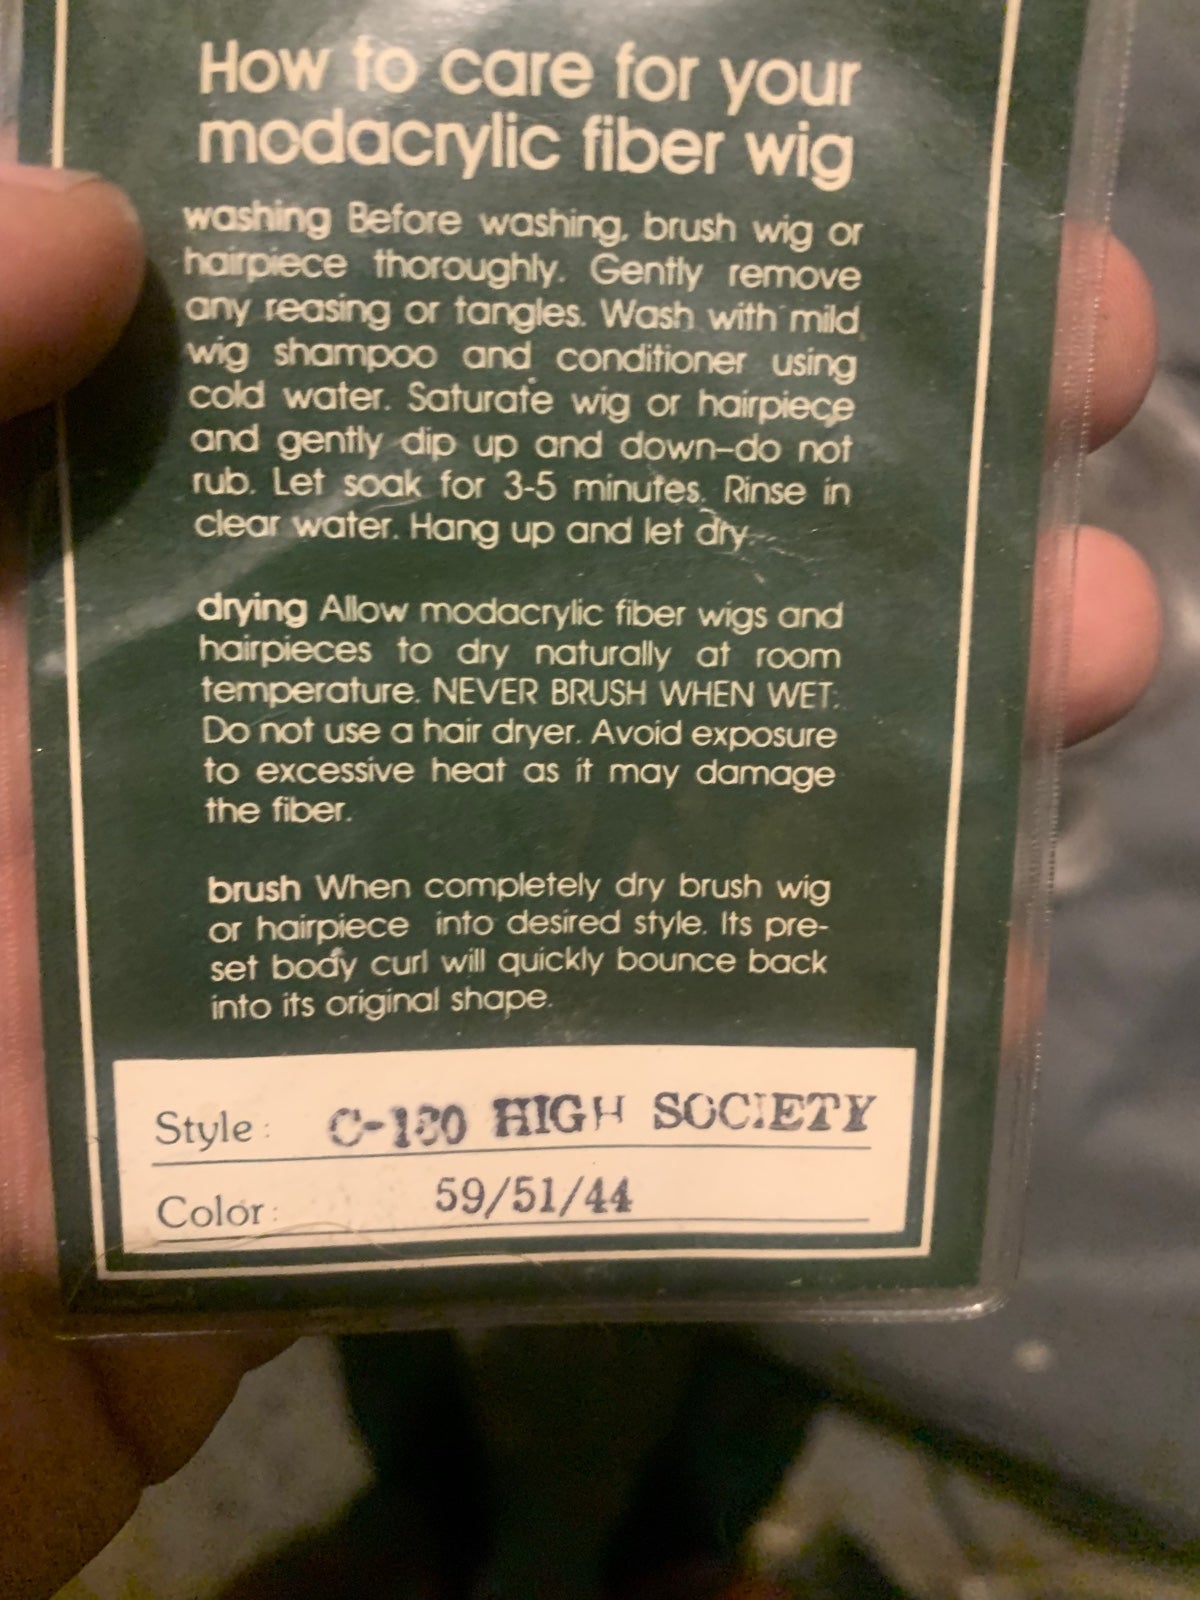 How to care for your
modacrylic fiber wig
washing Before washing, brush wig or
hairpiece thoroughly. Gently remove
any reasing or tangles. Wash with mild
wig shampoo and conditioner using
cold water. Saturate wig or hairpiece
and gently dip up and down–do not
rub. Let soak for 3-5 minutes. Rinse in
clear water. Hang up and let dry.
drying Allow modacrylic fiber wigs and
hairpieces to dry naturally at room
temperature. NEVER BRUSH WHEN WET.
Do not use a hair dryer. Avoid exposure
to excessive heat as it may damage
the fiber.
brush When completely dry brush wig
or hairpiece into desired style. Its pre-
set body curl will quickly bounce back
into its original shape.
Style: HIGH SOCIETY
Color: 59/51/44